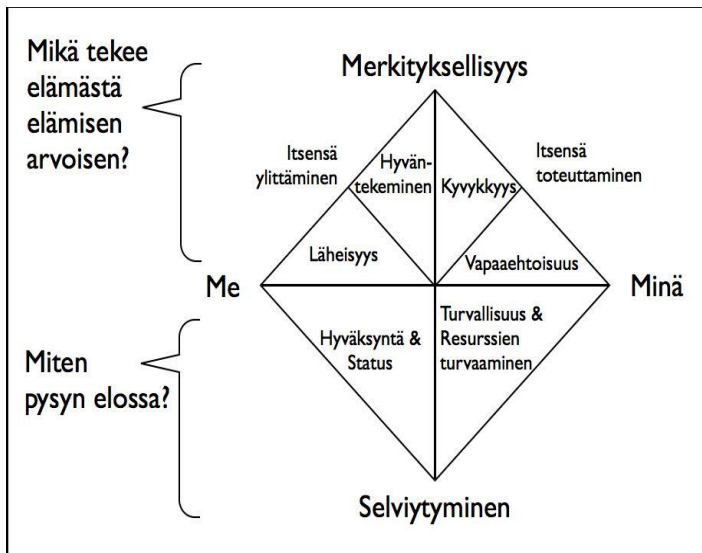 Mikä tekee
elämästä
elämisen
arvoisen?
Merkityksellisyys
Itsensä
ylittäminen
Hyvän-
tekeminen
Kyvykkyys
Itsensä
toteuttaminen
Läheisyys
Vapaaehtoisuus
Me
Minä
Miten
pysyn elossa?
Hyväksyntä &
Status
Turvallisuus &
Resurssien
turvaaminen
Selviytyminen